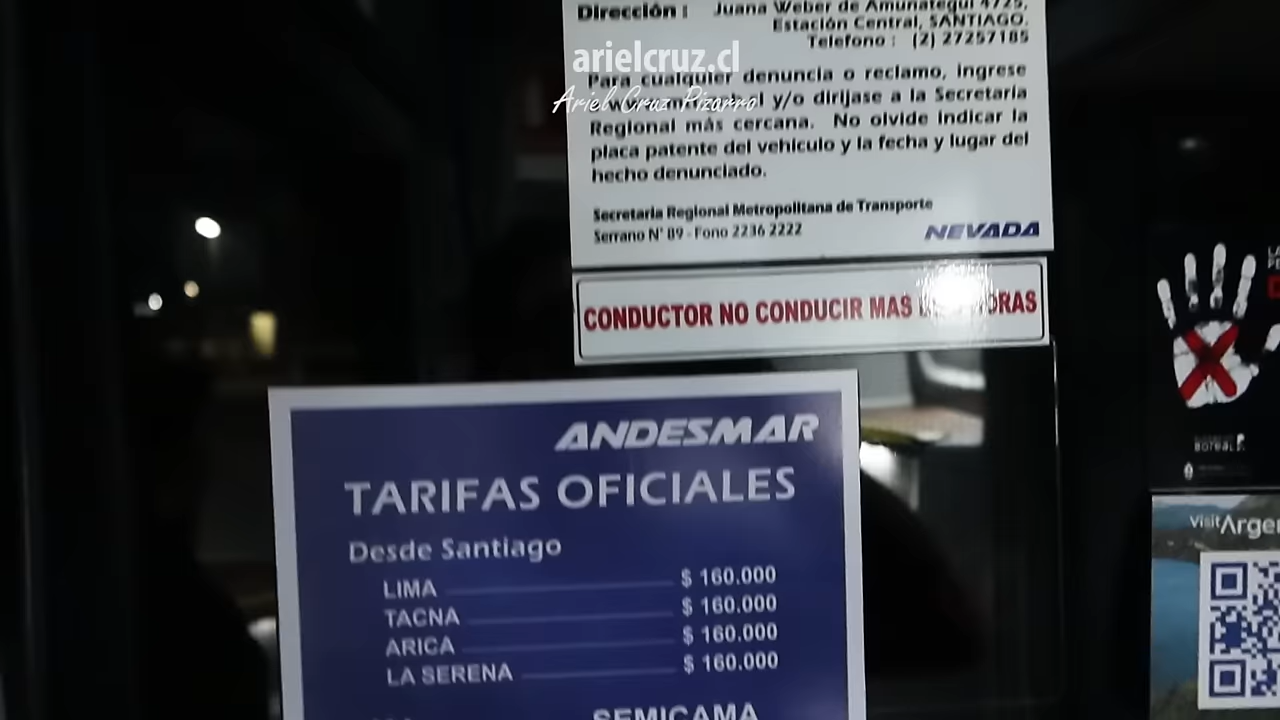 Dirección : Juana Weber de Amunategui 4725,
Estación Central, SANTIAGO.
Telefono : (2) 27257185
arielcruz.cl
Ariel Cruz Pizarro
Para cualquier denuncia o reclamo, ingrese
y/o dirijase a la Secretaria
Regional más cercana. No olvide indicar la
placa patente del vehiculo y la fecha y lugar del
hecho denunciado.
Secretaria Regional Metropolitana de Transporte
Serrano N° 89 - Fono 2236 2222
NEVADA
CONDUCTOR NO CONDUCIR MAS HORAS
ANDESMAR
TARIFAS OFICIALES
Desde Santiago
LIMA $ 160.000
TACNA $ 160.000
ARICA $ 160.000
LA SERENA $ 160.000
SEMICAMA
Visit Argen